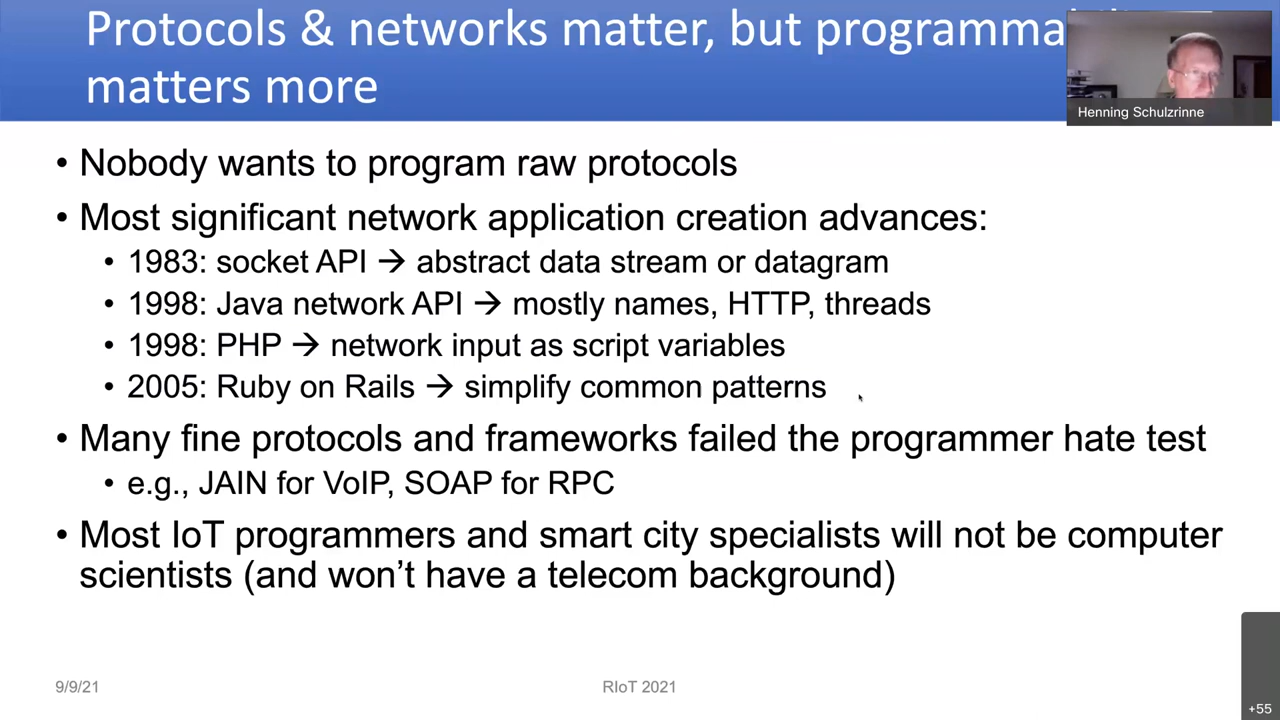 Protocols & networks matter, but
matters more
Henning Schulzrinne
• Nobody wants to program raw protocols
• Most significant network application creation advances:
• 1983: socket API → abstract data stream or datagram
• 1998: Java network API → mostly names, HTTP, threads
• 1998: PHP → network input as script variables
• 2005: Ruby on Rails → simplify common patterns
• Many fine protocols and frameworks failed the programmer hate test
• e.g., JAIN for VoIP, SOAP for RPC
• Most IoT programmers and smart city specialists will not be computer
scientists (and won't have a telecom background)
9/9/21
RIoT 2021
+55